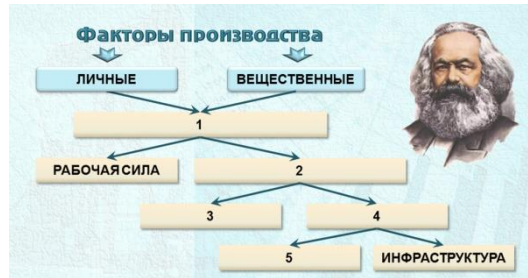 Факторы производства
ЛИЧНЫЕ
ВЕЩЕСТВЕННЫЕ
1
РАБОЧАЯ СИЛА
2
3
4
5
ИНФРАСТРУКТУРА